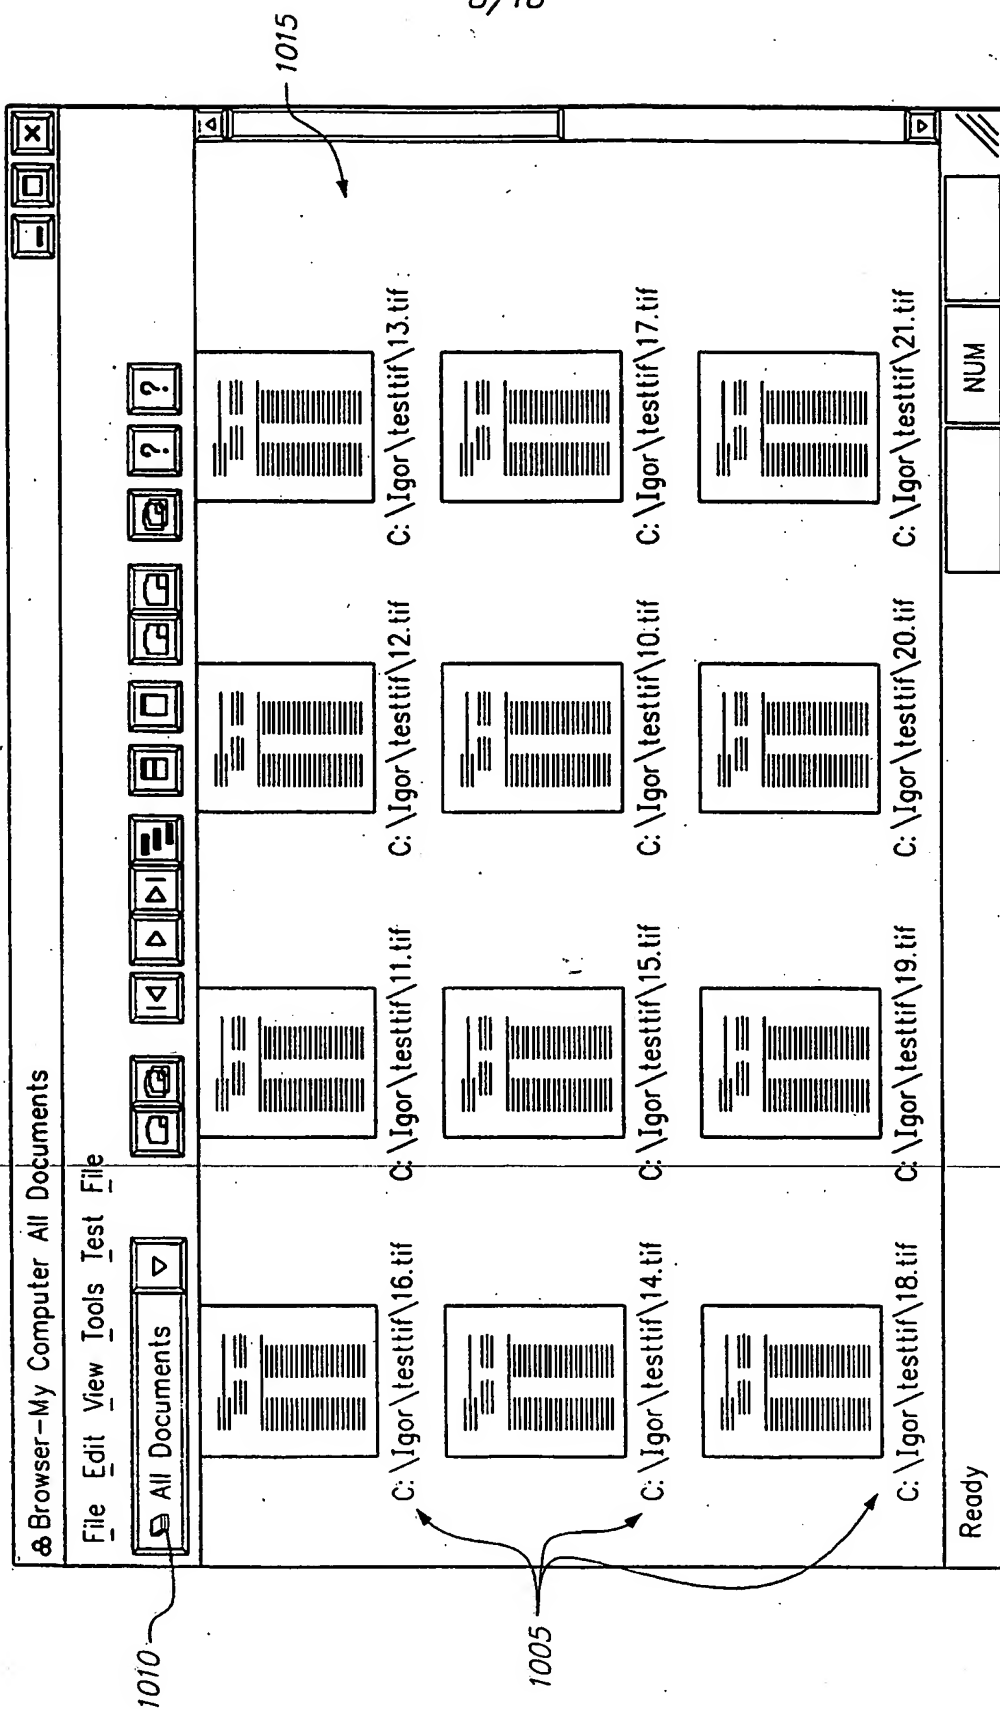 Browser—My Computer All Documents
File Edit View Tools Test File
All Documents
? ?
C: \Igor\testtif\16.tif C: \Igor\testtif\11.tif C: \Igor\testtif\12.tif C: \Igor\testtif\13.tif
C: \Igor\testtif\14.tif C: \Igor\testtif\15.tif C: \Igor\testtif\10.tif C: \Igor\testtif\17.tif
C: \Igor\testtif\18.tif C: \Igor\testtif\19.tif C: \Igor\testtif\20.tif C: \Igor\testtif\21.tif
Ready NUM
1010
1005
1015